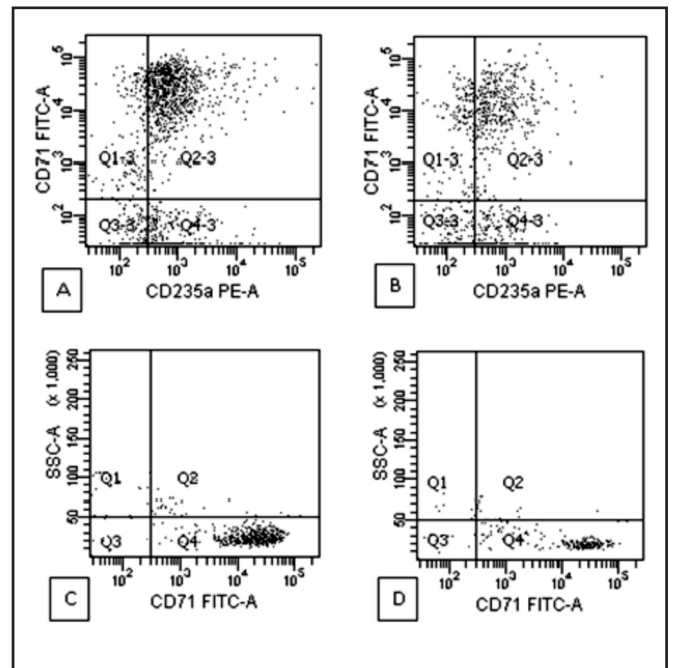 CD71 FITC-A
10^5
10^4
10^3
10^2
Q1-3
Q2-3
Q3-3
Q4-3
10^2 10^3 10^4 10^5
CD235a PE-A
A
CD71 FITC-A
10^5
10^4
10^3
10^2
Q1-3
Q2-3
Q3-3
Q4-3
10^2 10^3 10^4 10^5
CD235a PE-A
B
SSC-A (x 1,000)
250
200
150
100
50
Q1
Q2
Q3
Q4
10^2 10^3 10^4 10^5
CD71 FITC-A
C
SSC-A (x 1,000)
250
200
150
100
50
Q1
Q2
Q3
Q4
10^2 10^3 10^4 10^5
CD71 FITC-A
D